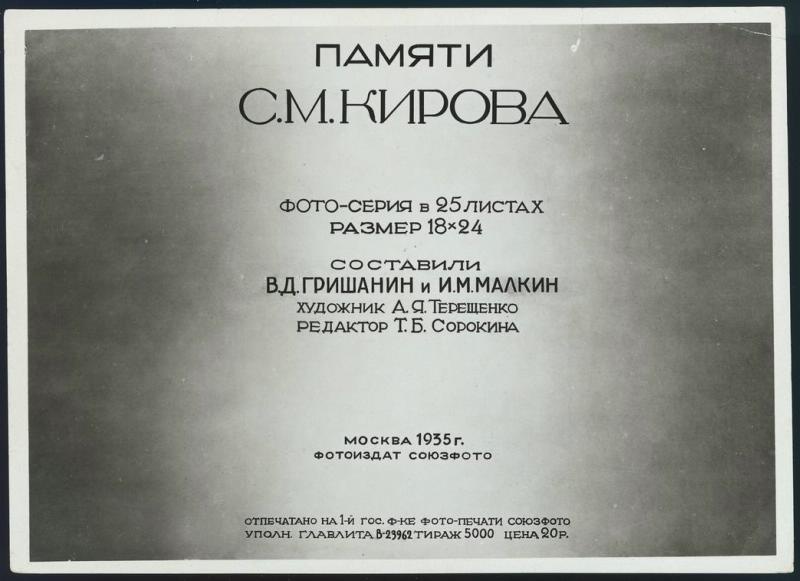 ПАМЯТИ
С.М.КИРОВА
ФОТО-СЕРИЯ в 25 ЛИСТАХ
РАЗМЕР 18×24
СОСТАВИЛИ
В.Д.ГРИШАНИН и И.М.МАЛКИН
ХУДОЖНИК А.Я.ТЕРЕЩЕНКО
РЕДАКТОР Т.Б.СОРОКИНА
МОСКВА 1935 г.
ФОТОИЗДАТ СОЮЗФОТО
ОТПЕЧАТАНО НА 1-Й ГОС. Ф-КЕ ФОТО-ПЕЧАТИ СОЮЗФОТО
УПОЛН. ГЛАВЛИТА В-23962 ТИРАЖ 5000 ЦЕНА 20 Р.